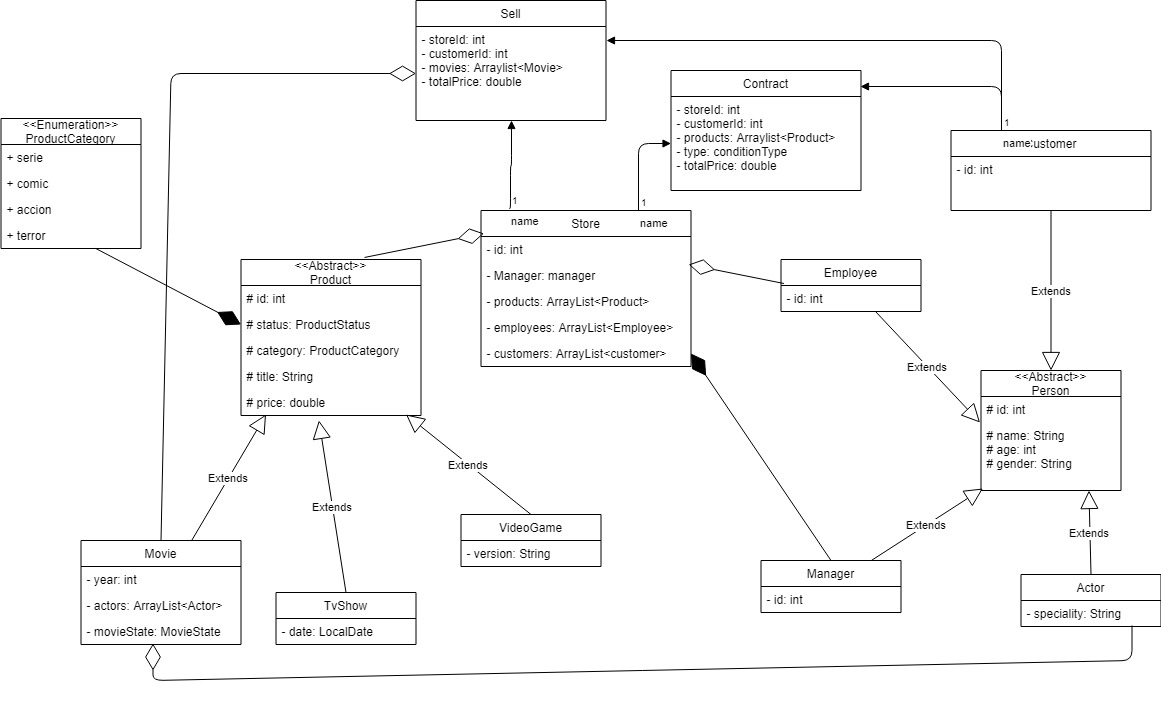 Sell
- storeId: int
- customerId: int
- movies: Arraylist<Movie>
- totalPrice: double
Contract
- storeId: int
- customerId: int
- products: Arraylist<Product>
- type: conditionType
- totalPrice: double
<<Enumeration>>
ProductCategory
+ serie
+ comic
+ accion
+ terror
1
name:ustomer
- id: int
1
1
name
Store
name
- id: int
- Manager: manager
- products: ArrayList<Product>
- employees: ArrayList<Employee>
- customers: ArrayList<customer>
<<Abstract>>
Product
# id: int
# status: ProductStatus
# category: ProductCategory
# title: String
# price: double
Employee
- id: int
Extends
Extends
<<Abstract>>
Person
# id: int
# name: String
# age: int
# gender: String
Extends
Extends
Extends
Extends
Extends
VideoGame
- version: String
Movie
- year: int
- actors: ArrayList<Actor>
- movieState: MovieState
TvShow
- date: LocalDate
Manager
- id: int
Actor
- speciality: String